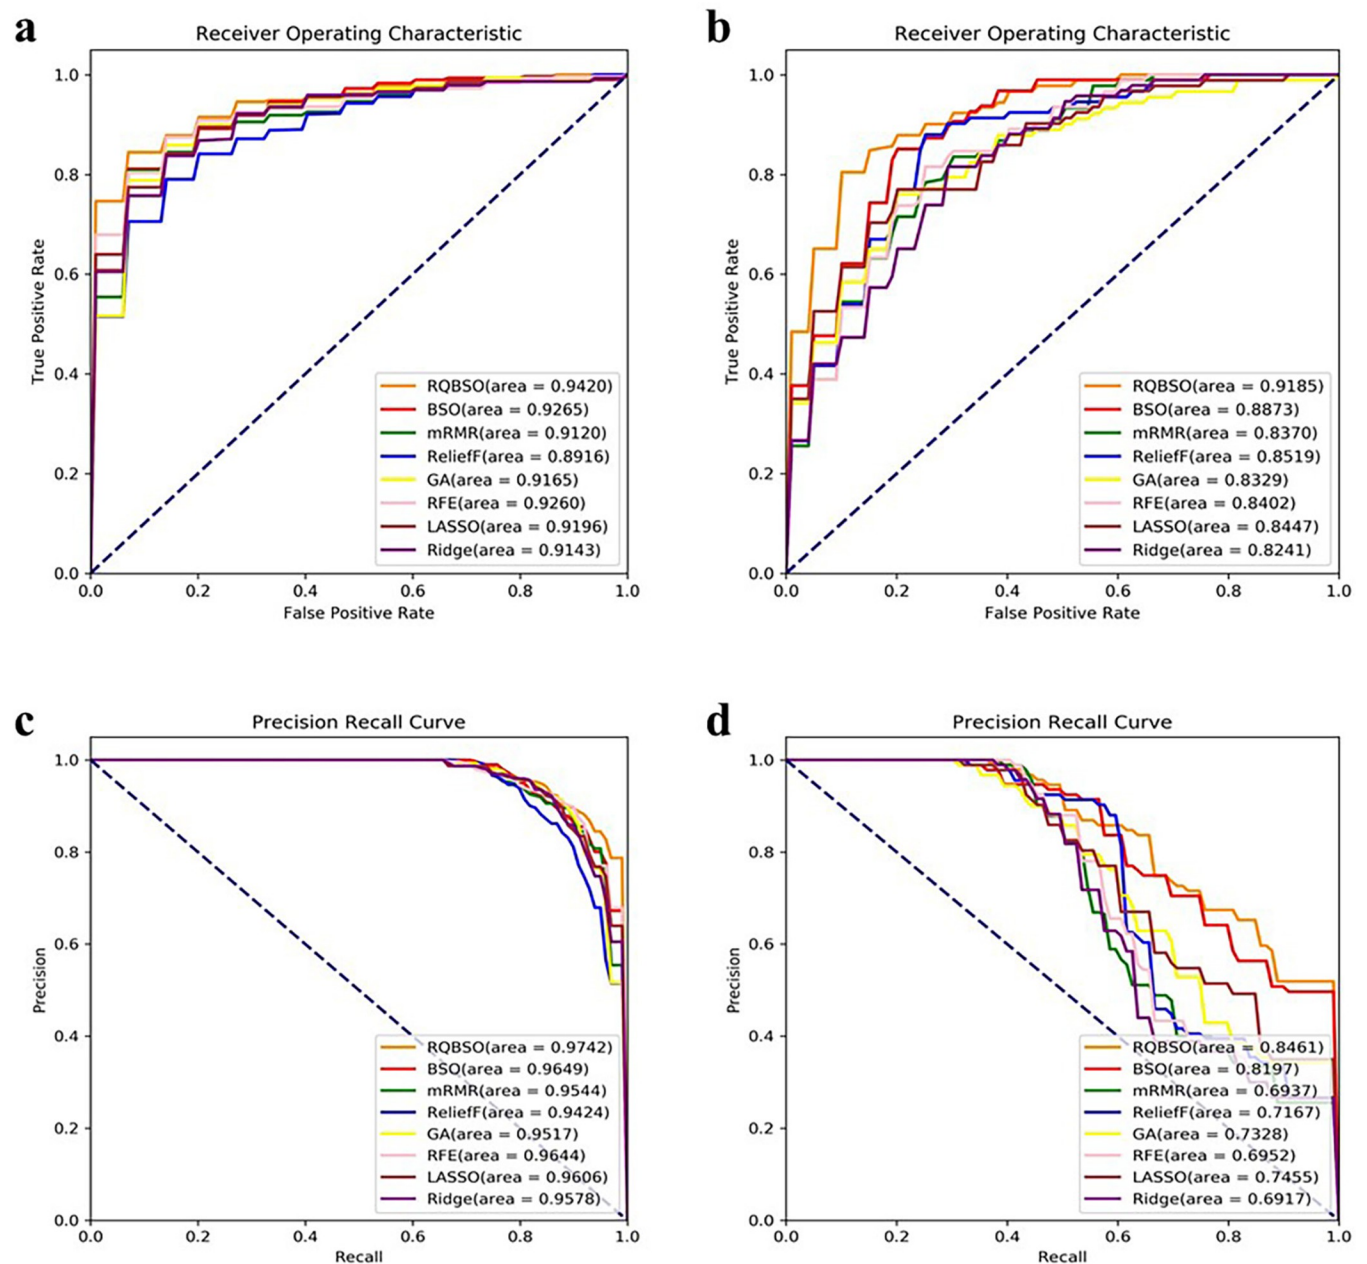 a
Receiver Operating Characteristic
1.0
0.8
0.6
0.4
0.2
0.0
True Positive Rate
RQBSO(area = 0.9420)
BSO(area = 0.9265)
mRMR(area = 0.9120)
ReliefF(area = 0.8916)
GA(area = 0.9165)
RFE(area = 0.9260)
LASSO(area = 0.9196)
Ridge(area = 0.9143)
0.0 0.2 0.4 0.6 0.8 1.0
False Positive Rate
b
Receiver Operating Characteristic
1.0
0.8
0.6
0.4
0.2
0.0
True Positive Rate
RQBSO(area = 0.9185)
BSO(area = 0.8873)
mRMR(area = 0.8370)
ReliefF(area = 0.8519)
GA(area = 0.8329)
RFE(area = 0.8402)
LASSO(area = 0.8447)
Ridge(area = 0.8241)
0.0 0.2 0.4 0.6 0.8 1.0
False Positive Rate
c
Precision Recall Curve
1.0
0.8
0.6
0.4
0.2
0.0
Precision
RQBSO(area = 0.9742)
BSO(area = 0.9649)
mRMR(area = 0.9544)
ReliefF(area = 0.9424)
GA(area = 0.9517)
RFE(area = 0.9644)
LASSO(area = 0.9606)
Ridge(area = 0.9578)
0.0 0.2 0.4 0.6 0.8 1.0
Recall
d
Precision Recall Curve
1.0
0.8
0.6
0.4
0.2
0.0
Precision
RQBSO(area = 0.8461)
BSO(area = 0.8197)
mRMR(area = 0.6937)
ReliefF(area = 0.7167)
GA(area = 0.7328)
RFE(area = 0.6952)
LASSO(area = 0.7455)
Ridge(area = 0.6917)
0.0 0.2 0.4 0.6 0.8 1.0
Recall